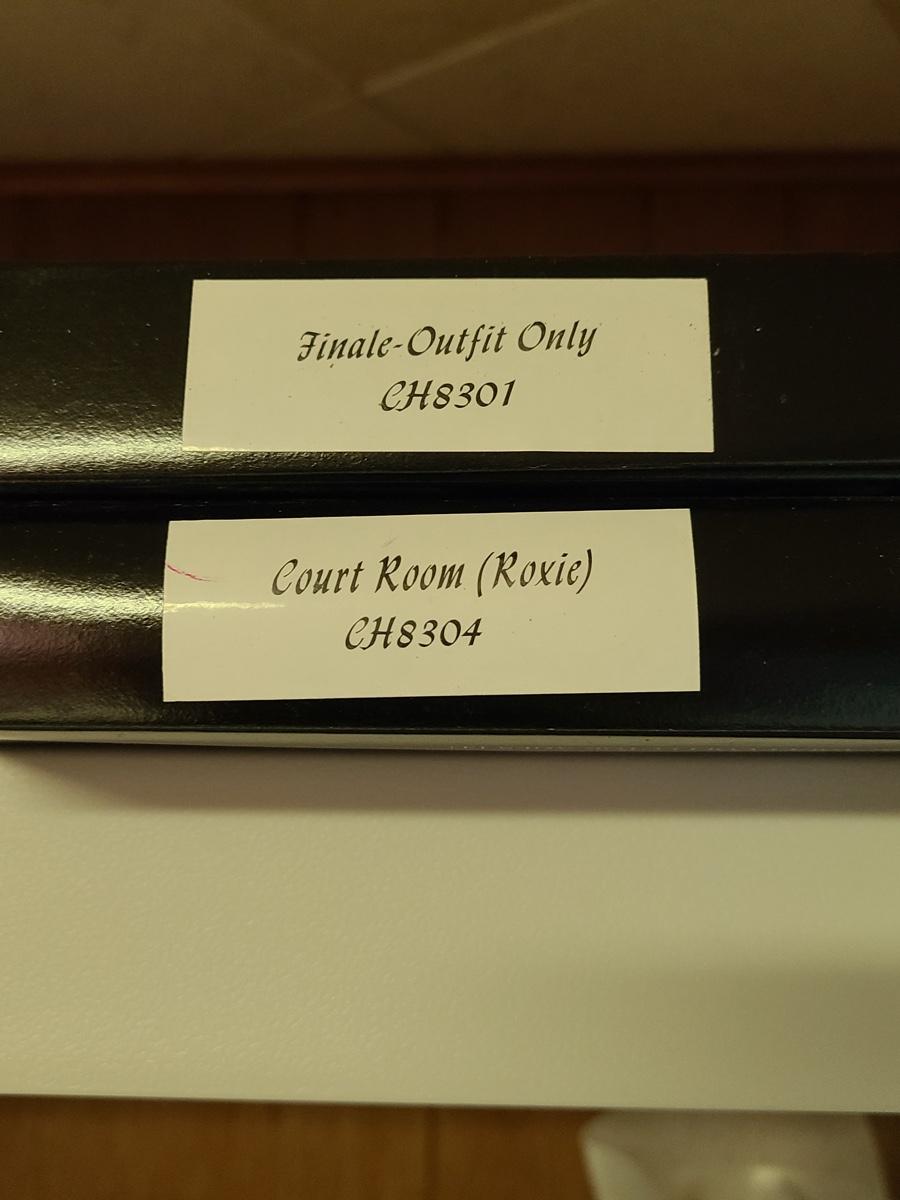 Finale-Outfit Only
CH8301
Court Room (Roxie)
CH8304